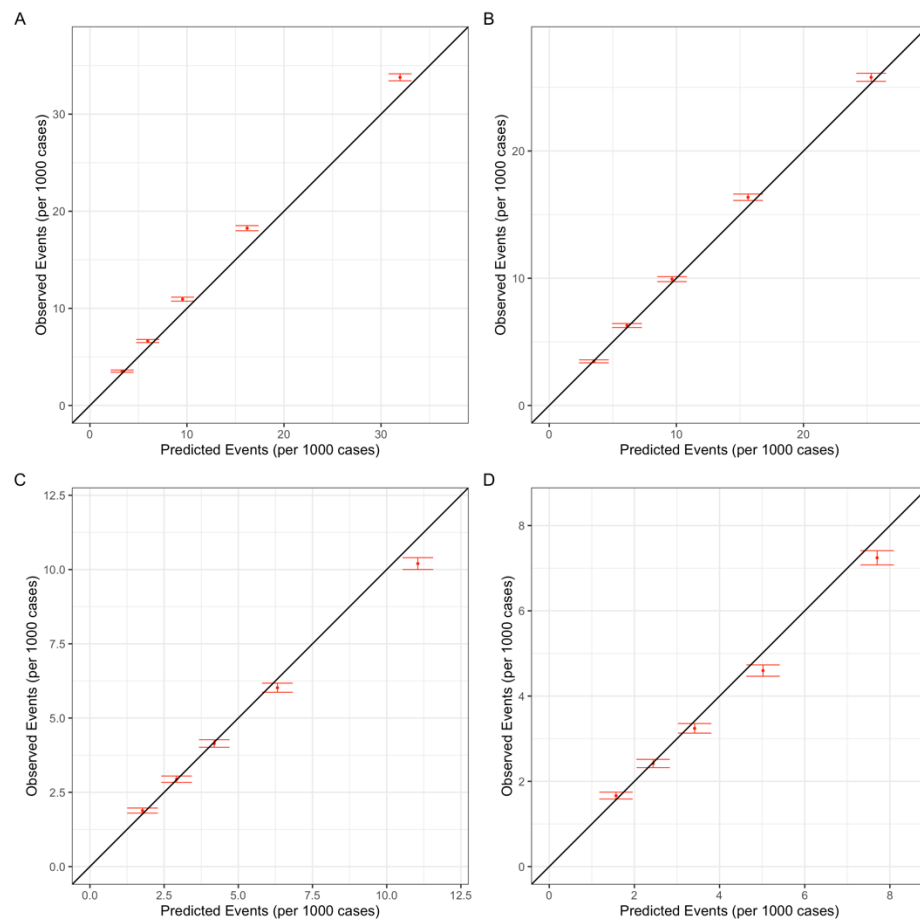 A
Observed Events (per 1000 cases)
30
20
10
0
0 10 20 30
Predicted Events (per 1000 cases)
B
Observed Events (per 1000 cases)
20
10
0
0 10 20
Predicted Events (per 1000 cases)
C
Observed Events (per 1000 cases)
12.5
10.0
7.5
5.0
2.5
0.0
0.0 2.5 5.0 7.5 10.0 12.5
Predicted Events (per 1000 cases)
D
Observed Events (per 1000 cases)
8
6
4
2
0
0 2 4 6 8
Predicted Events (per 1000 cases)